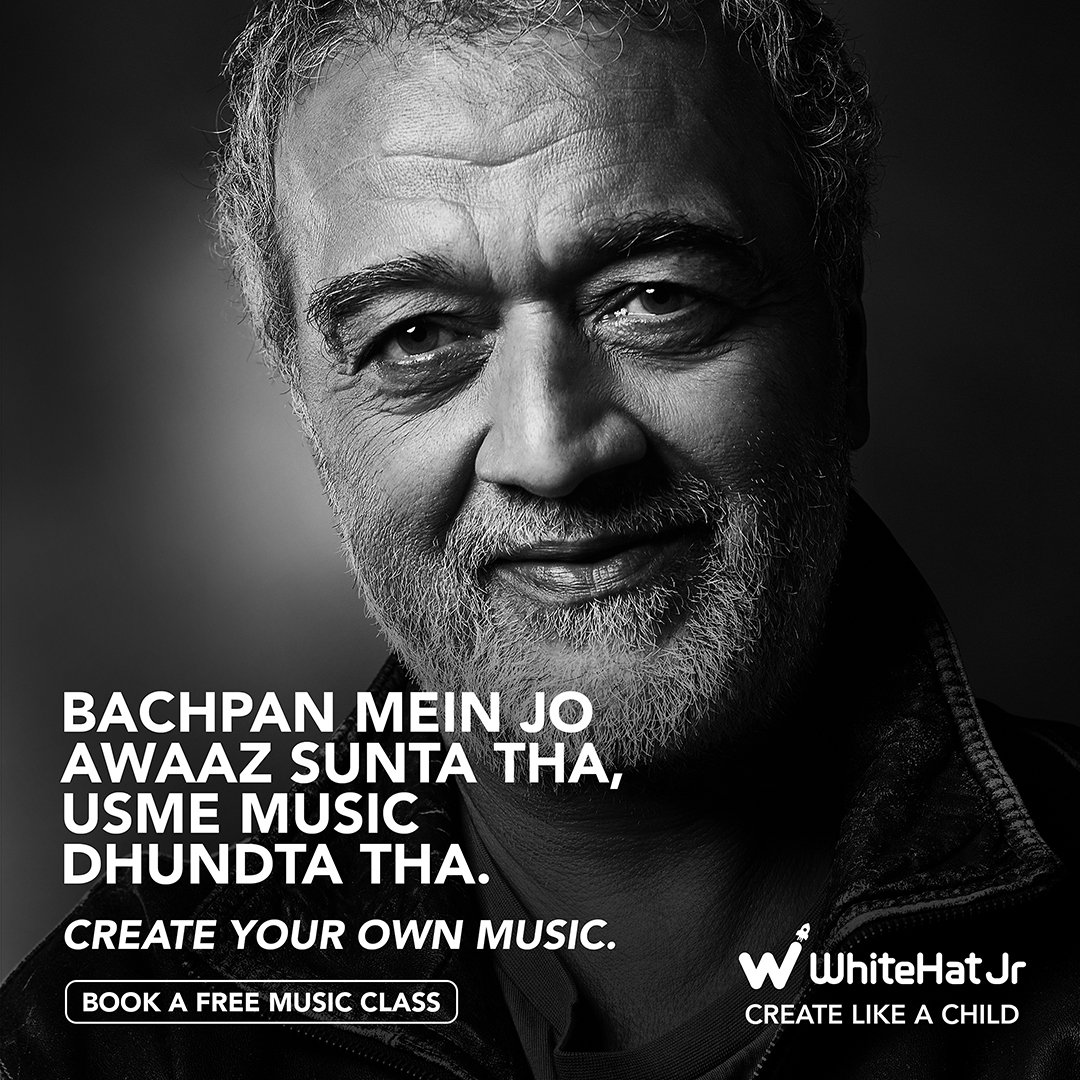 BACHPAN MEIN JO
AWAAZ SUNTA THA,
USME MUSIC
DHUNDTA THA.
CREATE YOUR OWN MUSIC.
BOOK A FREE MUSIC CLASS
W WhiteHat Jr
CREATE LIKE A CHILD